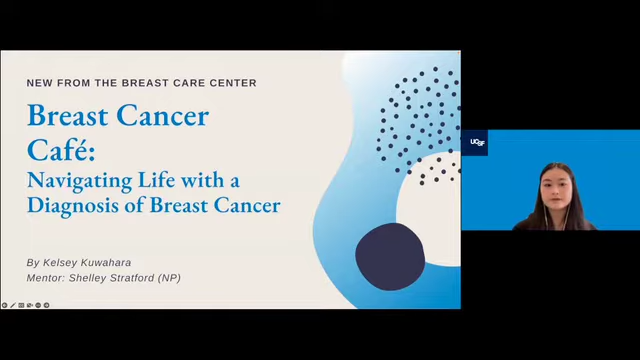 NEW FROM THE BREAST CARE CENTER
Breast Cancer
Café:
Navigating Life with a
Diagnosis of Breast Cancer
By Kelsey Kuwahara
Mentor: Shelley Stratford (NP)
UCSF